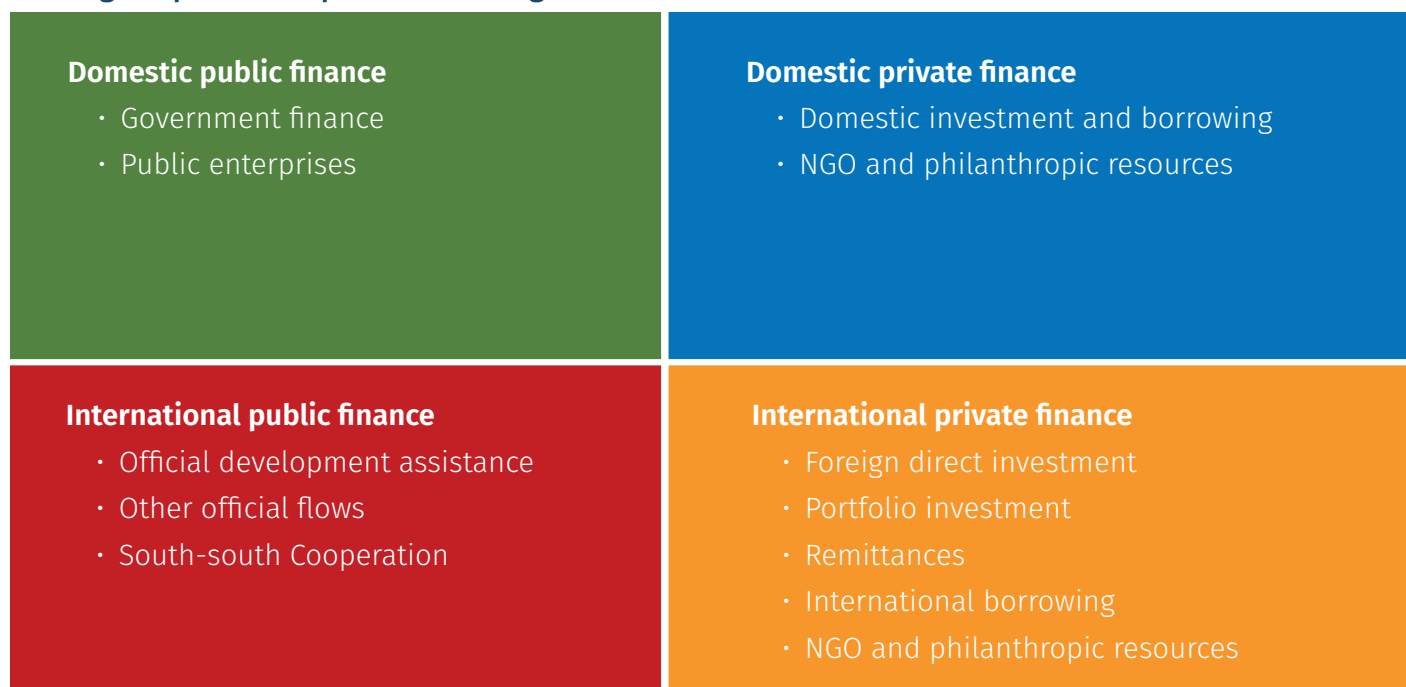 Domestic public finance
· Government finance
· Public enterprises
Domestic private finance
· Domestic investment and borrowing
· NGO and philanthropic resources
International public finance
· Official development assistance
· Other official flows
· South-south Cooperation
International private finance
· Foreign direct investment
· Portfolio investment
· Remittances
· International borrowing
· NGO and philanthropic resources